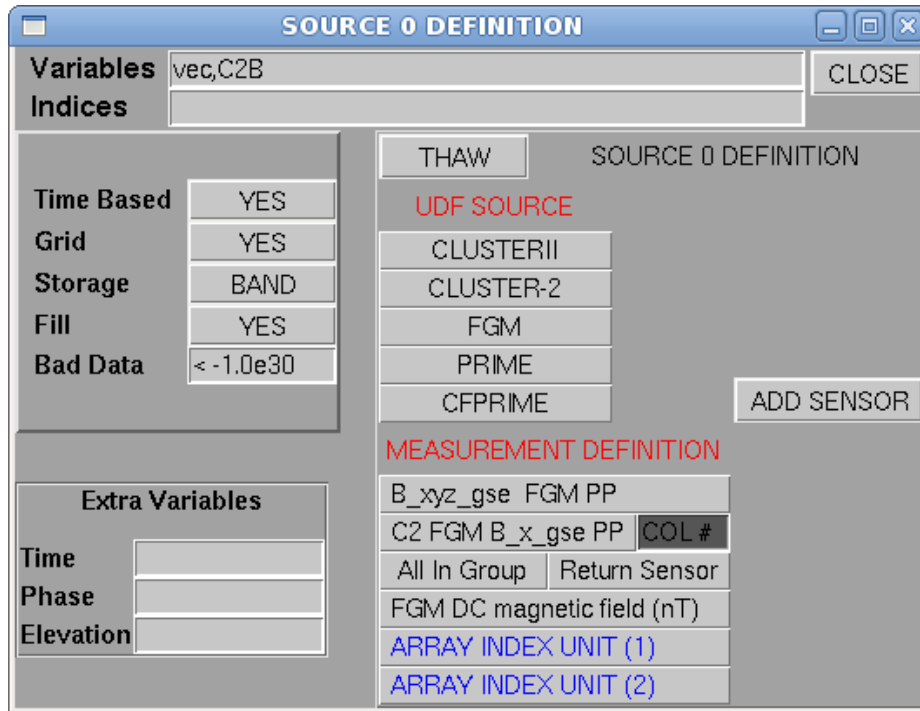 SOURCE 0 DEFINITION
Variables vec,C2B CLOSE
Indices
THAW SOURCE 0 DEFINITION
Time Based YES
Grid YES
Storage BAND
Fill YES
Bad Data < -1.0e30
UDF SOURCE
CLUSTERII
CLUSTER-2
FGM
PRIME
CFPRIME ADD SENSOR
Extra Variables
Time
Phase
Elevation
MEASUREMENT DEFINITION
B_xyz_gse FGM PP
C2 FGM B_x_gse PP COL #
All In Group Return Sensor
FGM DC magnetic field (nT)
ARRAY INDEX UNIT (1)
ARRAY INDEX UNIT (2)